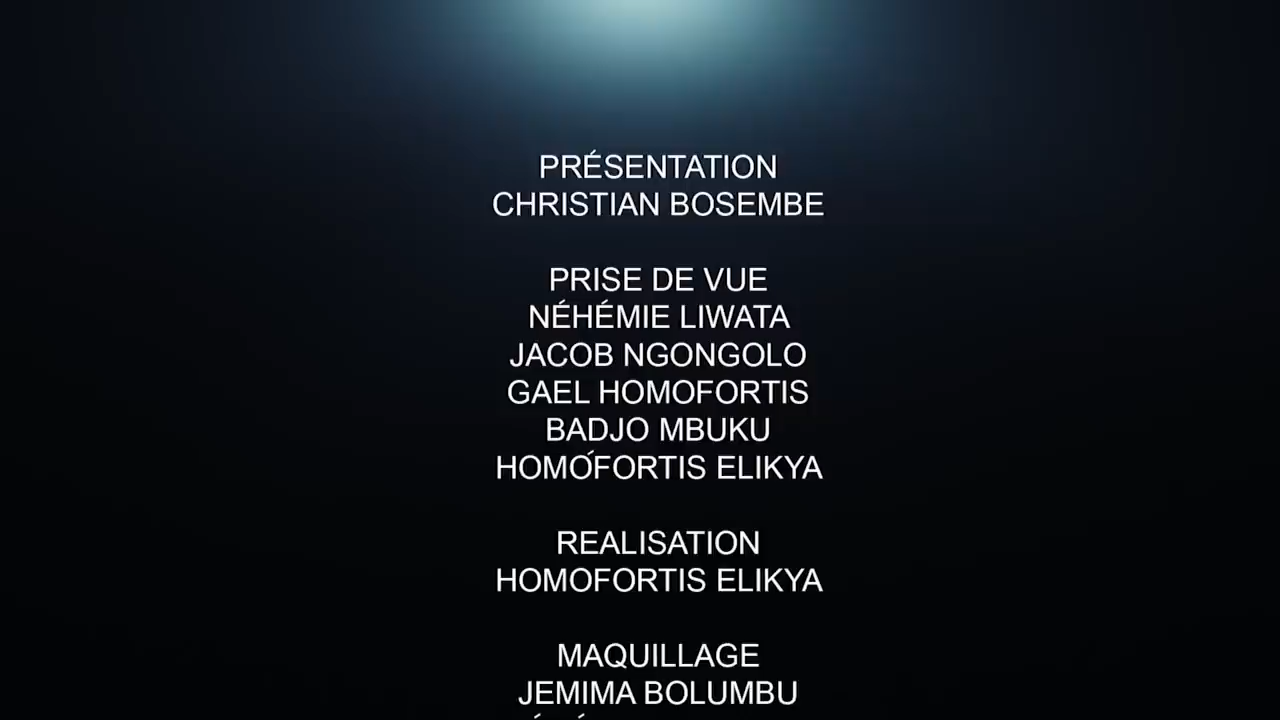 PRÉSENTATION
CHRISTIAN BOSEMBE
PRISE DE VUE
NÉHÉMIE LIWATA
JACOB NGONGOLO
GAEL HOMOFORTIS
BADJO MBUKU
HOMOFORTIS ELIKYA
REALISATION
HOMOFORTIS ELIKYA
MAQUILLAGE
JEMIMA BOLUMBU